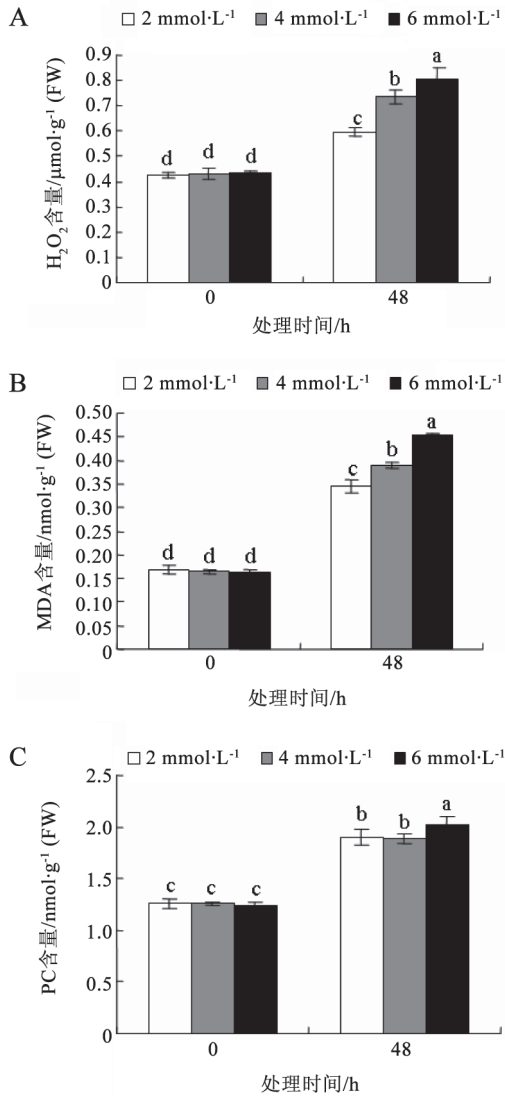 A
2 mmol·L⁻¹ 4 mmol·L⁻¹ 6 mmol·L⁻¹
H₂O₂含量/μmol·g⁻¹ (FW)
0.9
0.8
0.7
0.6
0.5
0.4
0.3
0.2
0.1
0
d d d
c b a
0 48
处理时间/h
B
2 mmol·L⁻¹ 4 mmol·L⁻¹ 6 mmol·L⁻¹
MDA含量/nmol·g⁻¹ (FW)
0.50
0.45
0.40
0.35
0.30
0.25
0.20
0.15
0.10
0.05
0
d d d
c b a
0 48
处理时间/h
C
2 mmol·L⁻¹ 4 mmol·L⁻¹ 6 mmol·L⁻¹
PC含量/nmol·g⁻¹ (FW)
2.5
2.0
1.5
1.0
0.5
0
c c c
b b a
0 48
处理时间/h